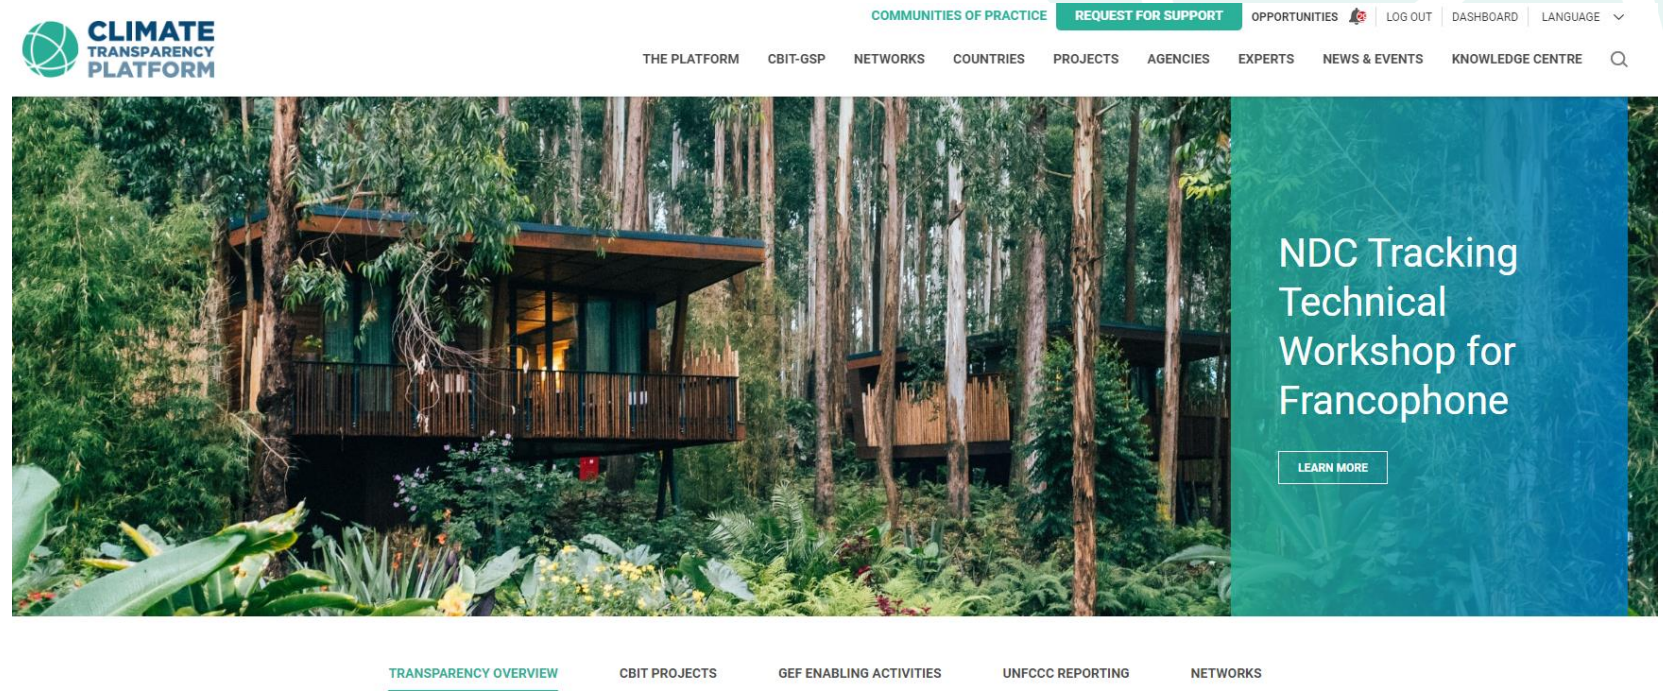 CLIMATE
TRANSPARENCY
PLATFORM
COMMUNITIES OF PRACTICE REQUEST FOR SUPPORT OPPORTUNITIES LOG OUT DASHBOARD LANGUAGE
THE PLATFORM CBIT-GSP NETWORKS COUNTRIES PROJECTS AGENCIES EXPERTS NEWS & EVENTS KNOWLEDGE CENTRE
NDC Tracking
Technical
Workshop for
Francophone
LEARN MORE
TRANSPARENCY OVERVIEW CBIT PROJECTS GEF ENABLING ACTIVITIES UNFCCC REPORTING NETWORKS